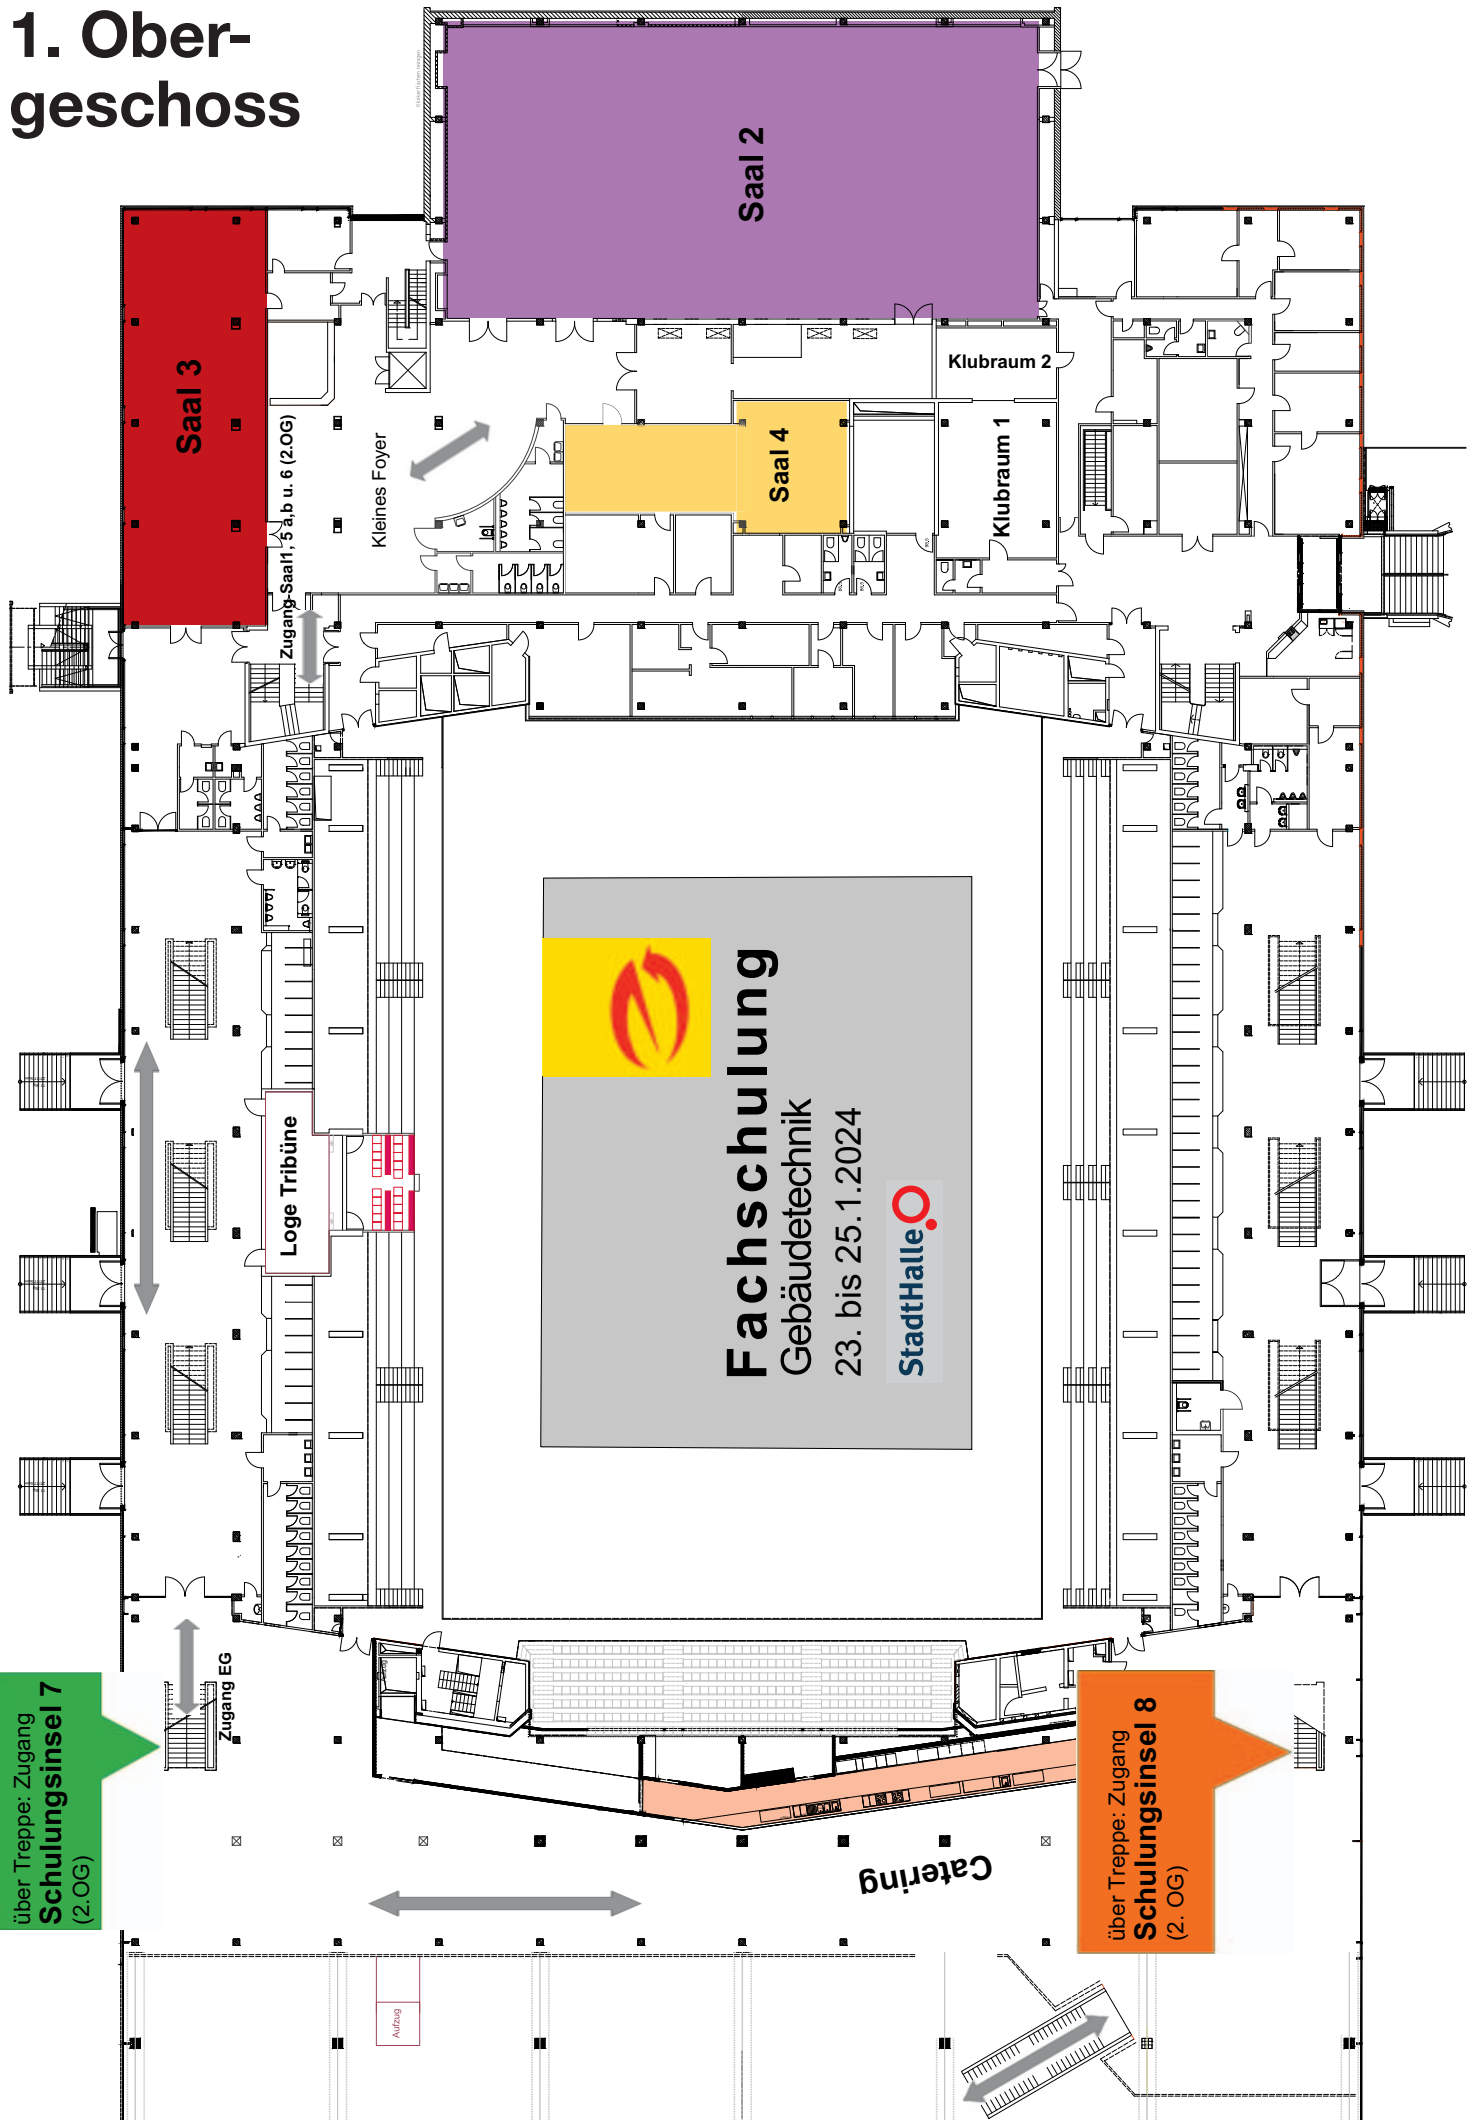 1. Ober-
geschoss
Saal 2
Saal 3
Klubraum 2
Saal 4
Klubraum 1
Kleines Foyer
Zugang-Saal1, 5 a,b u. 6 (2.OG)
Loge Tribüne
Fachschulung
Gebäudetechnik
23. bis 25.1.2024
StadtHalle
Zugang EG
über Treppe: Zugang
Schulungsinsel 7
(2.OG)
über Treppe: Zugang
Schulungsinsel 8
(2. OG)
Catering
Aufzug